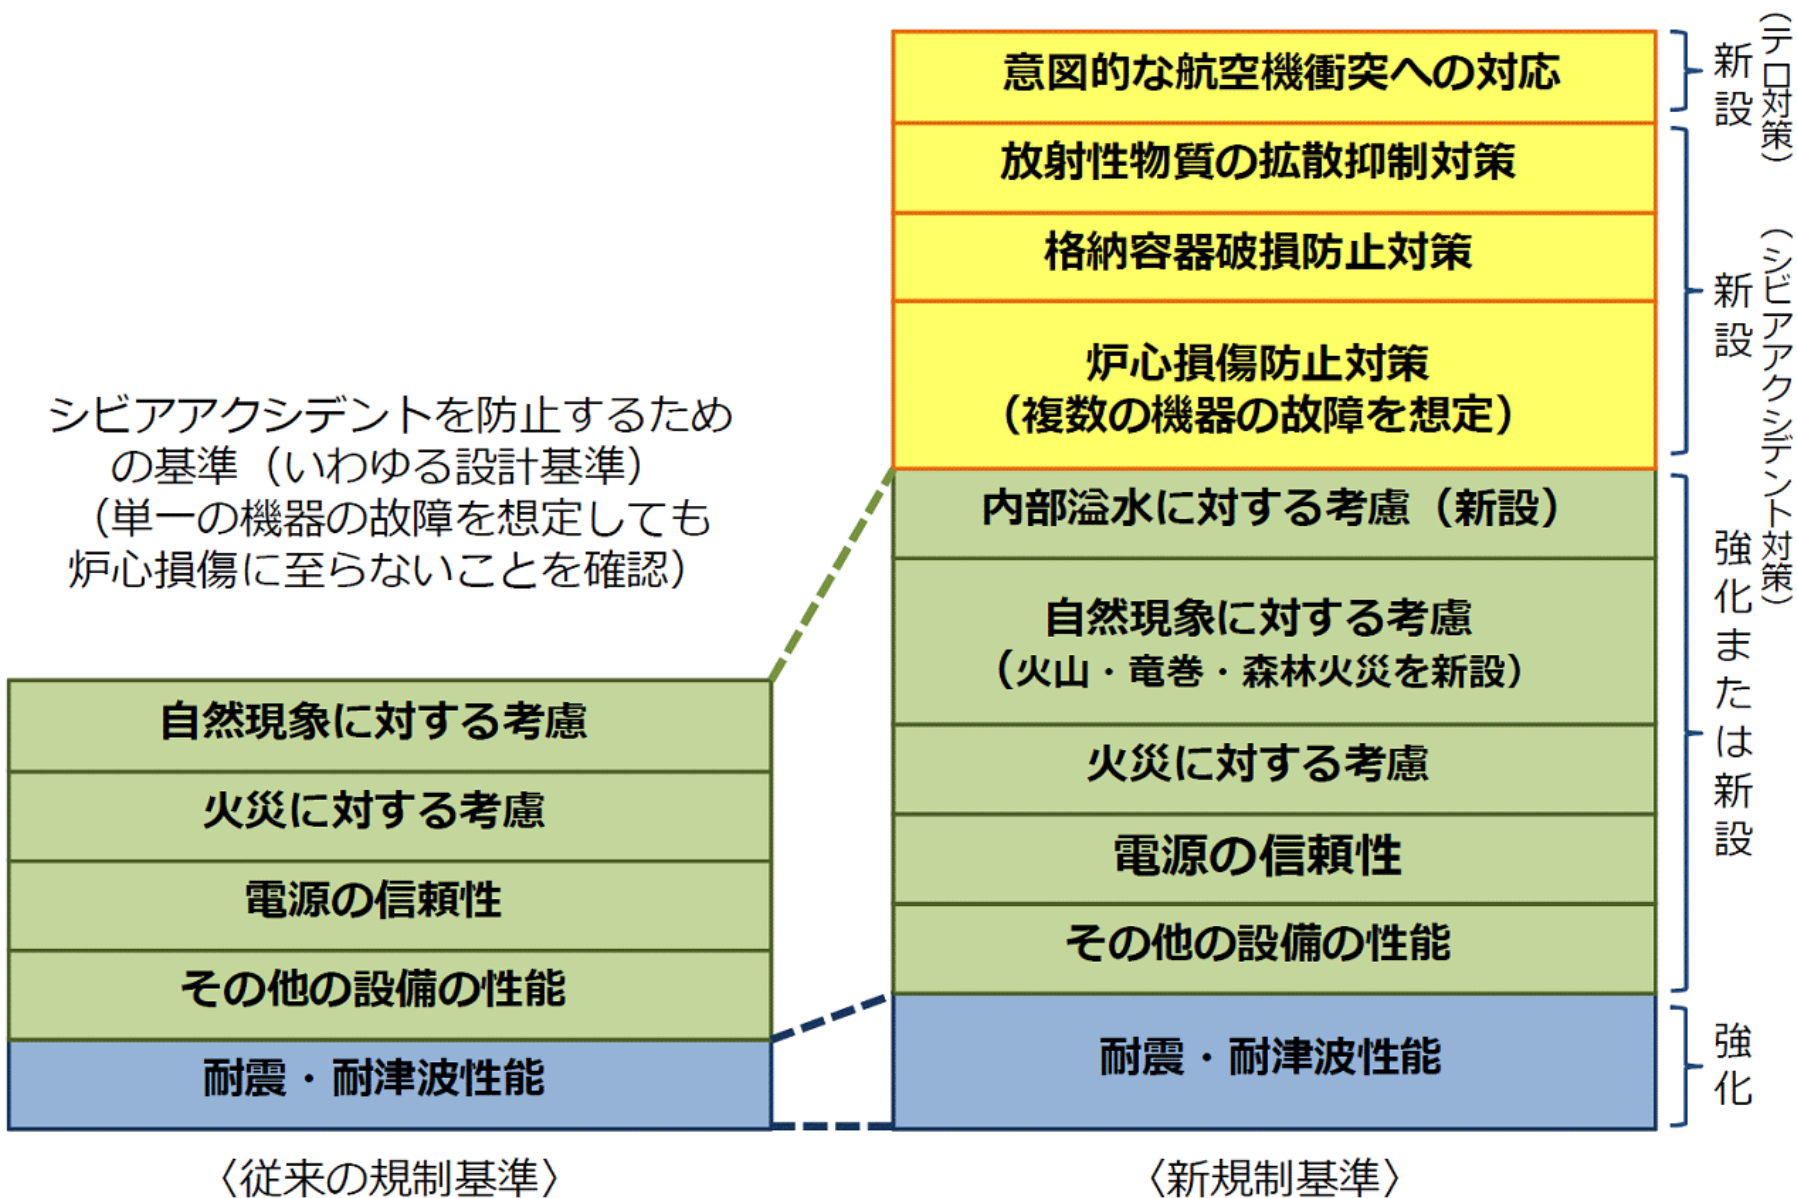 シビアアクシデントを防止するため
の基準（いわゆる設計基準）
（単一の機器の故障を想定しても
炉心損傷に至らないことを確認）
自然現象に対する考慮
火災に対する考慮
電源の信頼性
その他の設備の性能
耐震・耐津波性能
〈従来の規制基準〉
意図的な航空機衝突への対応
放射性物質の拡散抑制対策
格納容器破損防止対策
炉心損傷防止対策
（複数の機器の故障を想定）
内部溢水に対する考慮（新設）
自然現象に対する考慮
（火山・竜巻・森林火災を新設）
火災に対する考慮
電源の信頼性
その他の設備の性能
耐震・耐津波性能
〈新規制基準〉
新設
（テロ対策）
新設
（シビアアクシデント対策）
強化または新設
強化